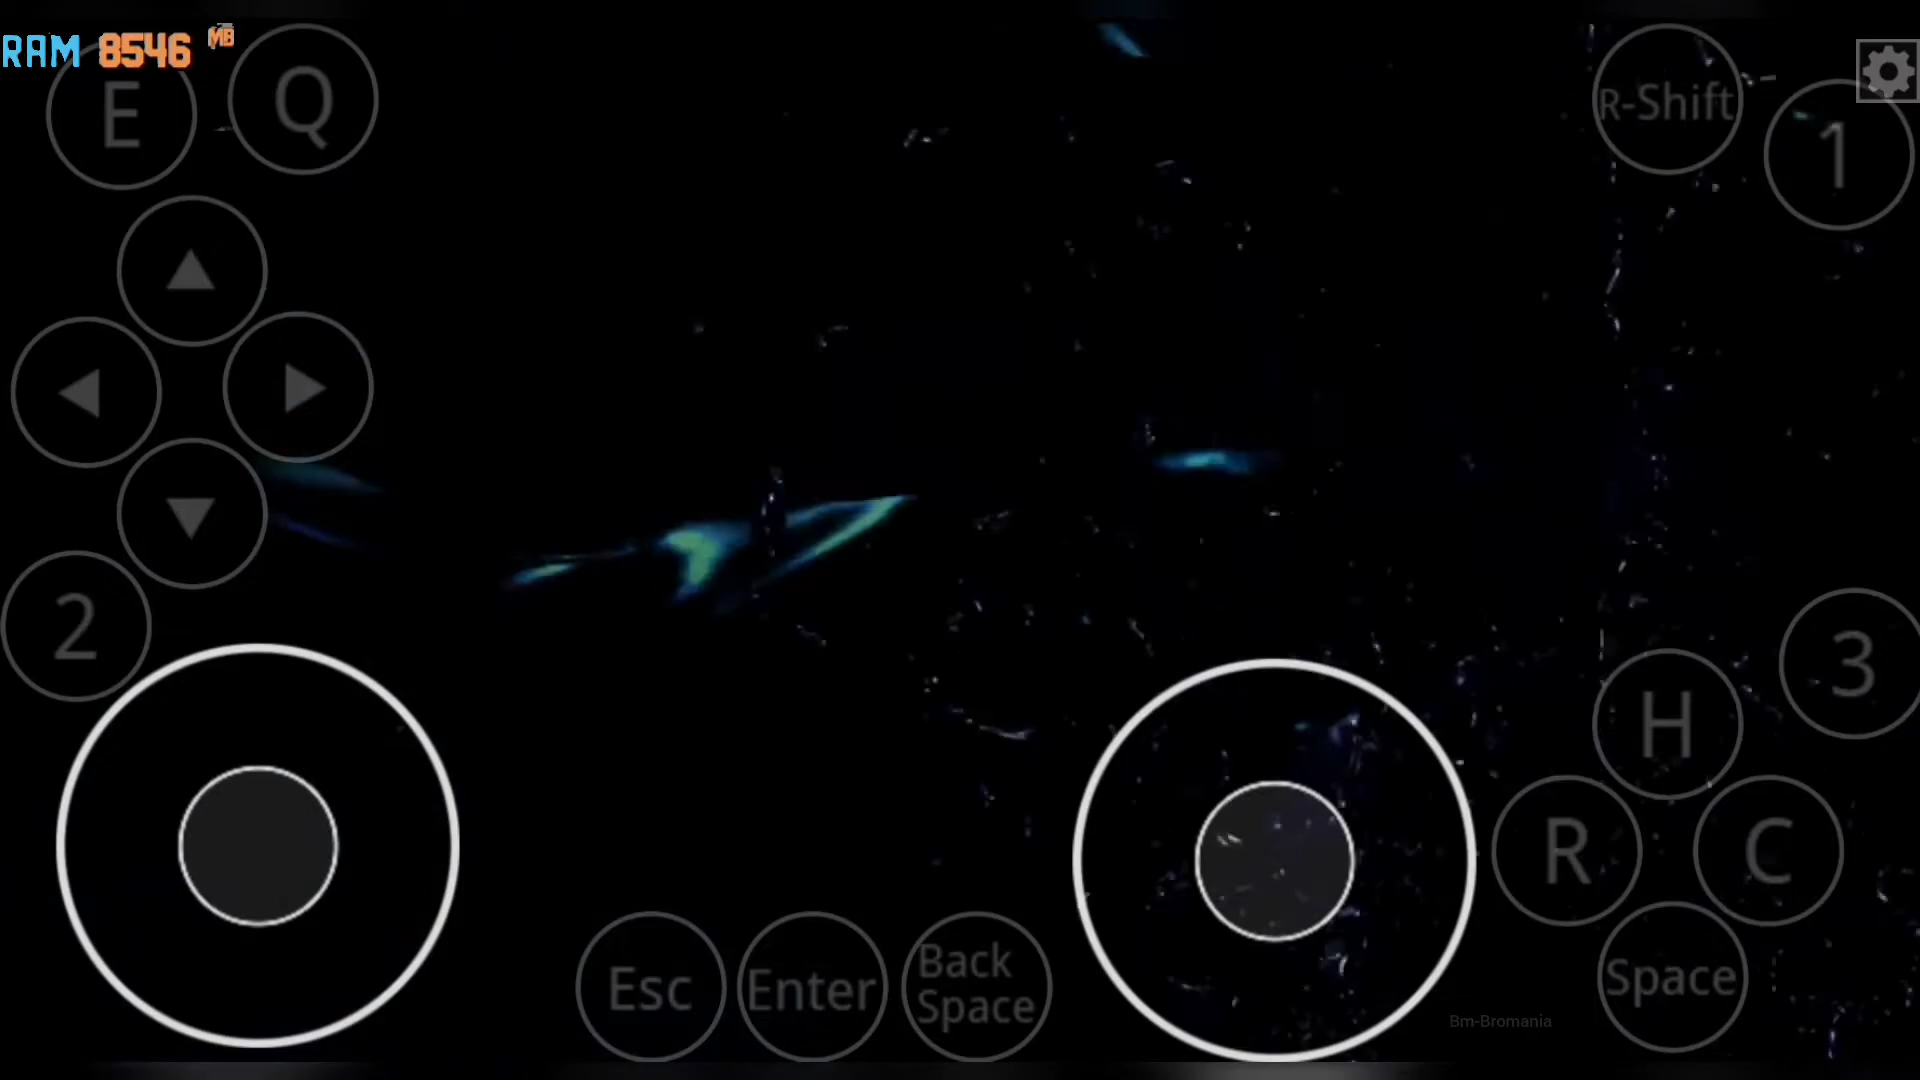 RAM 8546 MB
E
Q
R-Shift
1
2
3
H
R
C
Esc
Enter
Back
Space
Space
Bm-Bromania